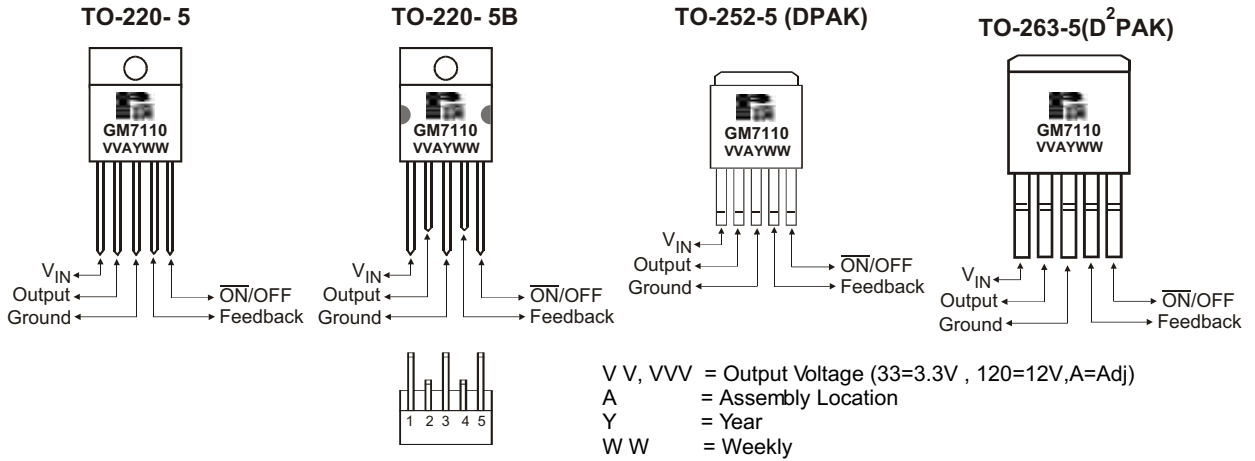 TO-220- 5
GM7110
VVAYWW
VIN
Output
Ground
ON/OFF
Feedback
TO-220- 5B
GM7110
VVAYWW
VIN
Output
Ground
ON/OFF
Feedback
1 2 3 4 5
TO-252-5 (DPAK)
GM7110
VVAYWW
VIN
Output
Ground
ON/OFF
Feedback
TO-263-5(D²PAK)
GM7110
VVAYWW
VIN
Output
Ground
ON/OFF
Feedback
V V, VVV = Output Voltage (33=3.3V , 120=12V,A=Adj)
A = Assembly Location
Y = Year
W W = Weekly